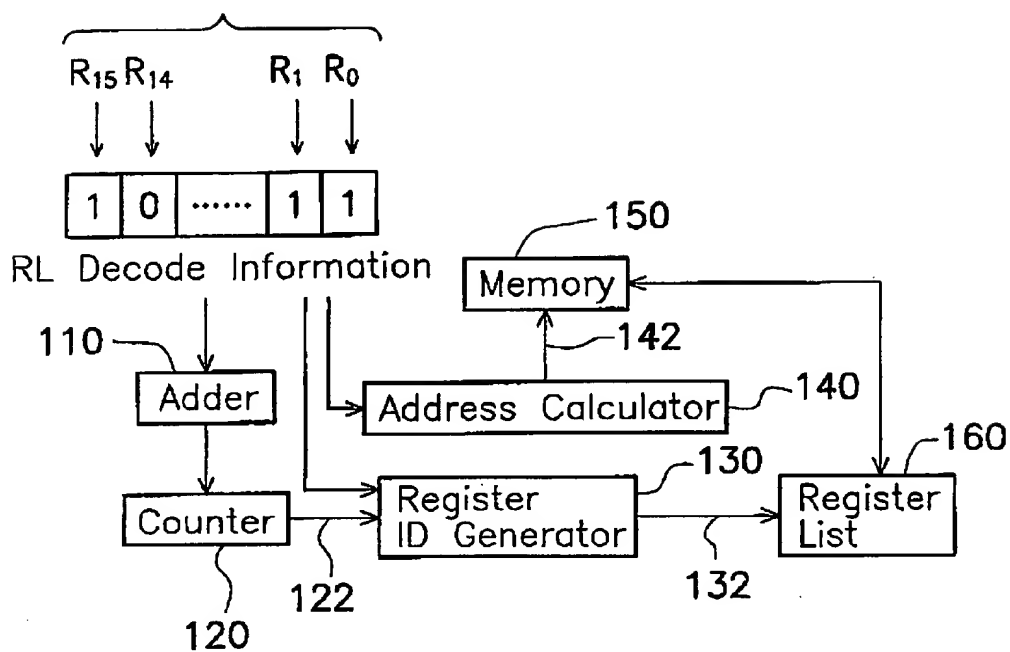 R15 R14 R1 R0
1 0 ...... 1 1
RL Decode Information
150
Memory
110
142
Adder
Address Calculator
140
130
160
Counter
Register
ID Generator
Register
List
122
132
120